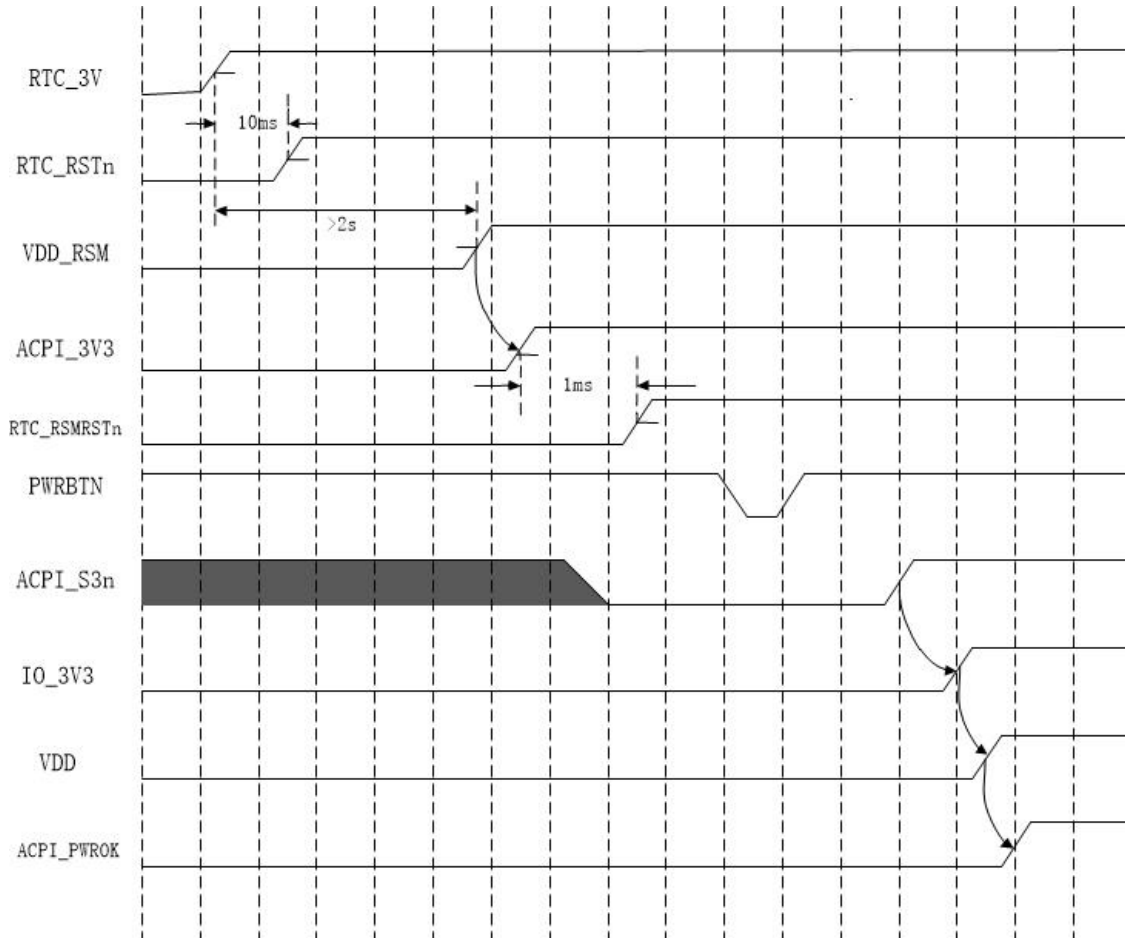 RTC_3V
10ms
RTC_RSTn
>2s
VDD_RSM
ACPI_3V3
1ms
RTC_RSMRSTn
PWRBTN
ACPI_S3n
IO_3V3
VDD
ACPI_PWROK